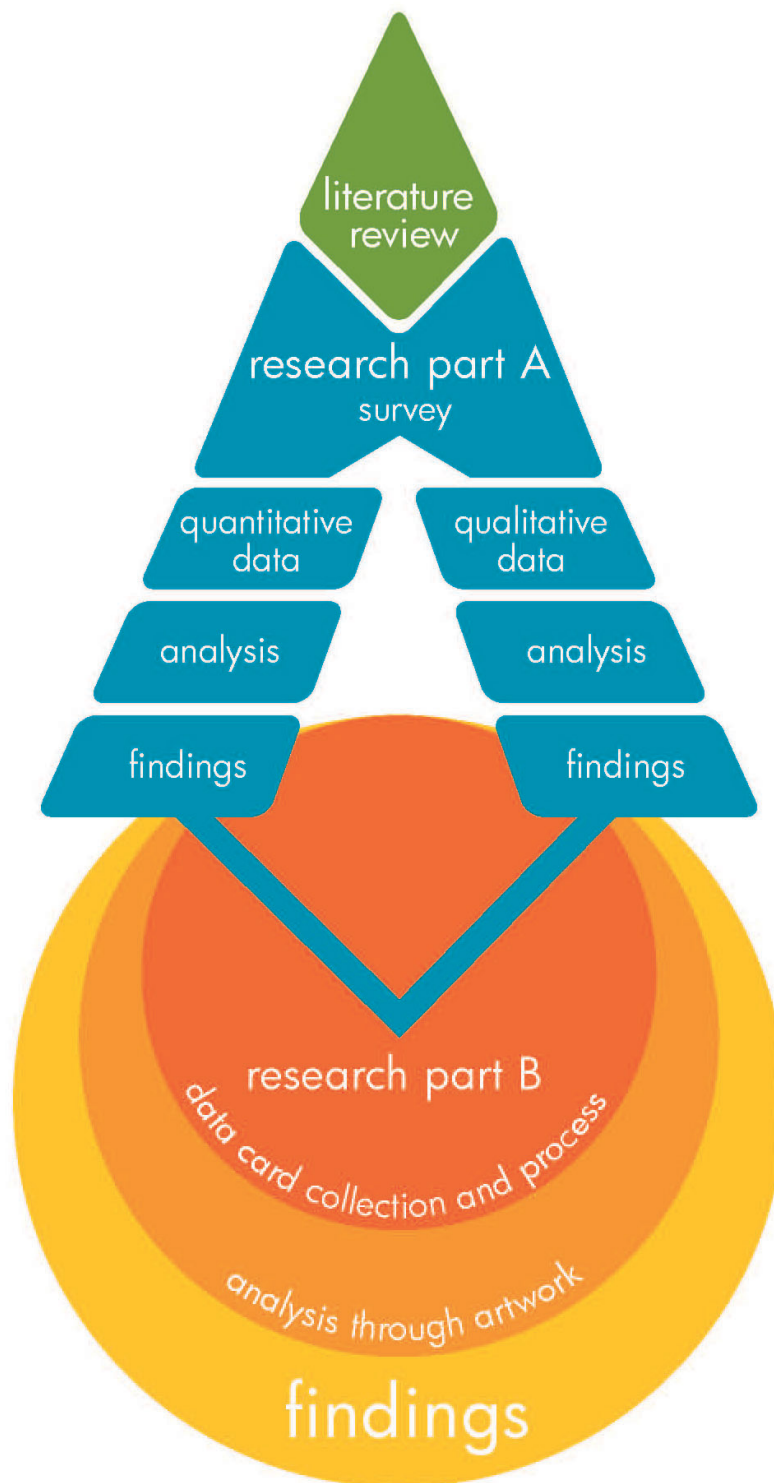 literature
review
research part A
survey
quantitative
data
qualitative
data
analysis
analysis
findings
findings
research part B
data card collection and process
analysis through artwork
findings